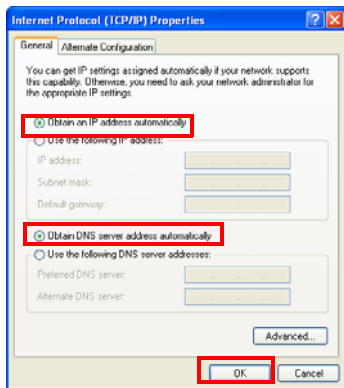 Internet Protocol (TCP/IP) Properties
General
Alternate Configuration
You can get IP settings assigned automatically if your network supports
this capability. Otherwise, you need to ask your network administrator for
the appropriate IP settings.
Obtain an IP address automatically
Use the following IP address:
IP address:
Subnet mask:
Default gateway:
Obtain DNS server address automatically
Use the following DNS server addresses:
Preferred DNS server:
Alternate DNS server:
Advanced...
OK
Cancel